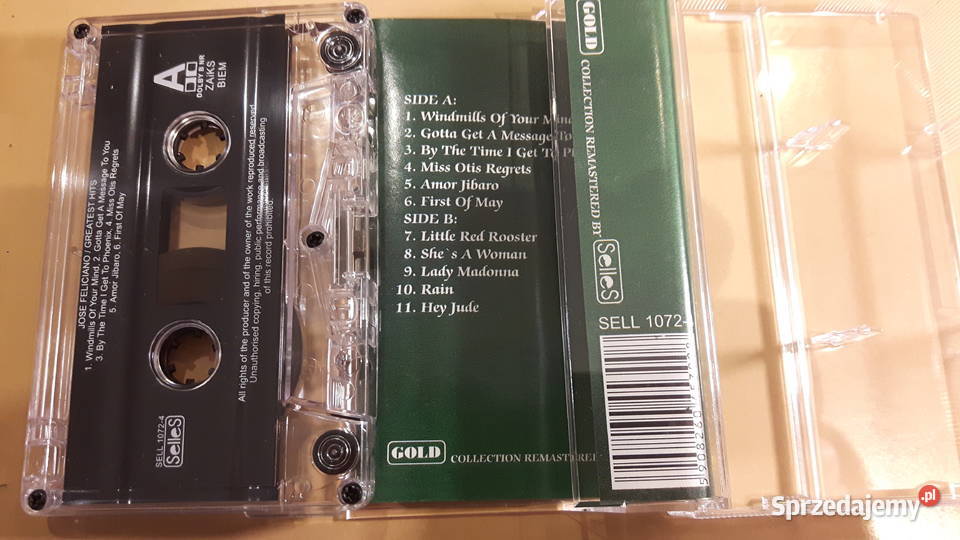 JOSE FELICIANO / GREATEST HITS
1. Windmills Of Your Mind, 2. Gotta Get A Message To You
3. By The Time I Get To Phoenix, 4. Miss Otis Regrets
5. Amor Jibaro, 6. First Of May
A
DOLBY B NR
ZAiKS
BIEM
All rights of the producer and of the owner of the work reproduced reserved
Unauthorised copying, hiring, public performance and broadcasting
of this record prohibited.
SELL 1072-4
SelleS
SIDE A:
1. Windmills Of Your Mind
2. Gotta Get A Message To
3. By The Time I Get To
4. Miss Otis Regrets
5. Amor Jibaro
6. First Of May
SIDE B:
7. Little Red Rooster
8. She`s A Woman
9. Lady Madonna
10. Rain
11. Hey Jude
GOLD COLLECTION REMASTERED
GOLD COLLECTION REMASTERED BY SelleS
SELL 1072-
Sprzedajemy.pl